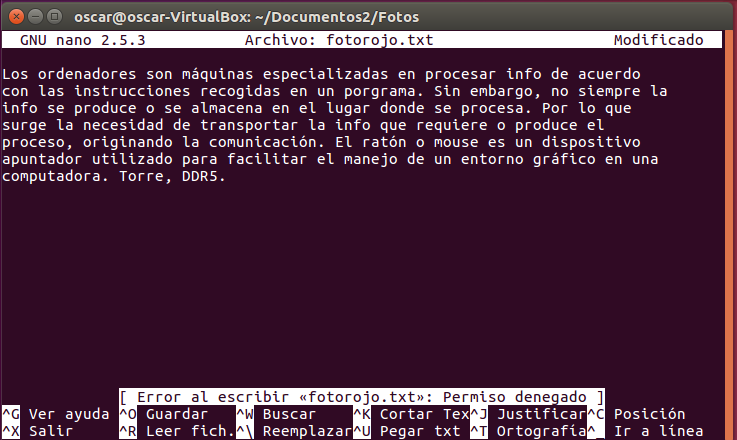 oscar@oscar-VirtualBox: ~/Documentos2/Fotos
GNU nano 2.5.3 Archivo: fotorojo.txt Modificado
Los ordenadores son máquinas especializadas en procesar info de acuerdo
con las instrucciones recogidas en un porgrama. Sin embargo, no siempre la
info se produce o se almacena en el lugar donde se procesa. Por lo que
surge la necesidad de transportar la info que requiere o produce el
proceso, originando la comunicación. El ratón o mouse es un dispositivo
apuntador utilizado para facilitar el manejo de un entorno gráfico en una
computadora. Torre, DDR5.
[ Error al escribir «fotorojo.txt»: Permiso denegado ]
^G Ver ayuda ^O Guardar ^W Buscar ^K Cortar Tex^J Justificar^C Posición
^X Salir ^R Leer fich.^\ Reemplazar^U Pegar txt ^T Ortografía^_ Ir a línea